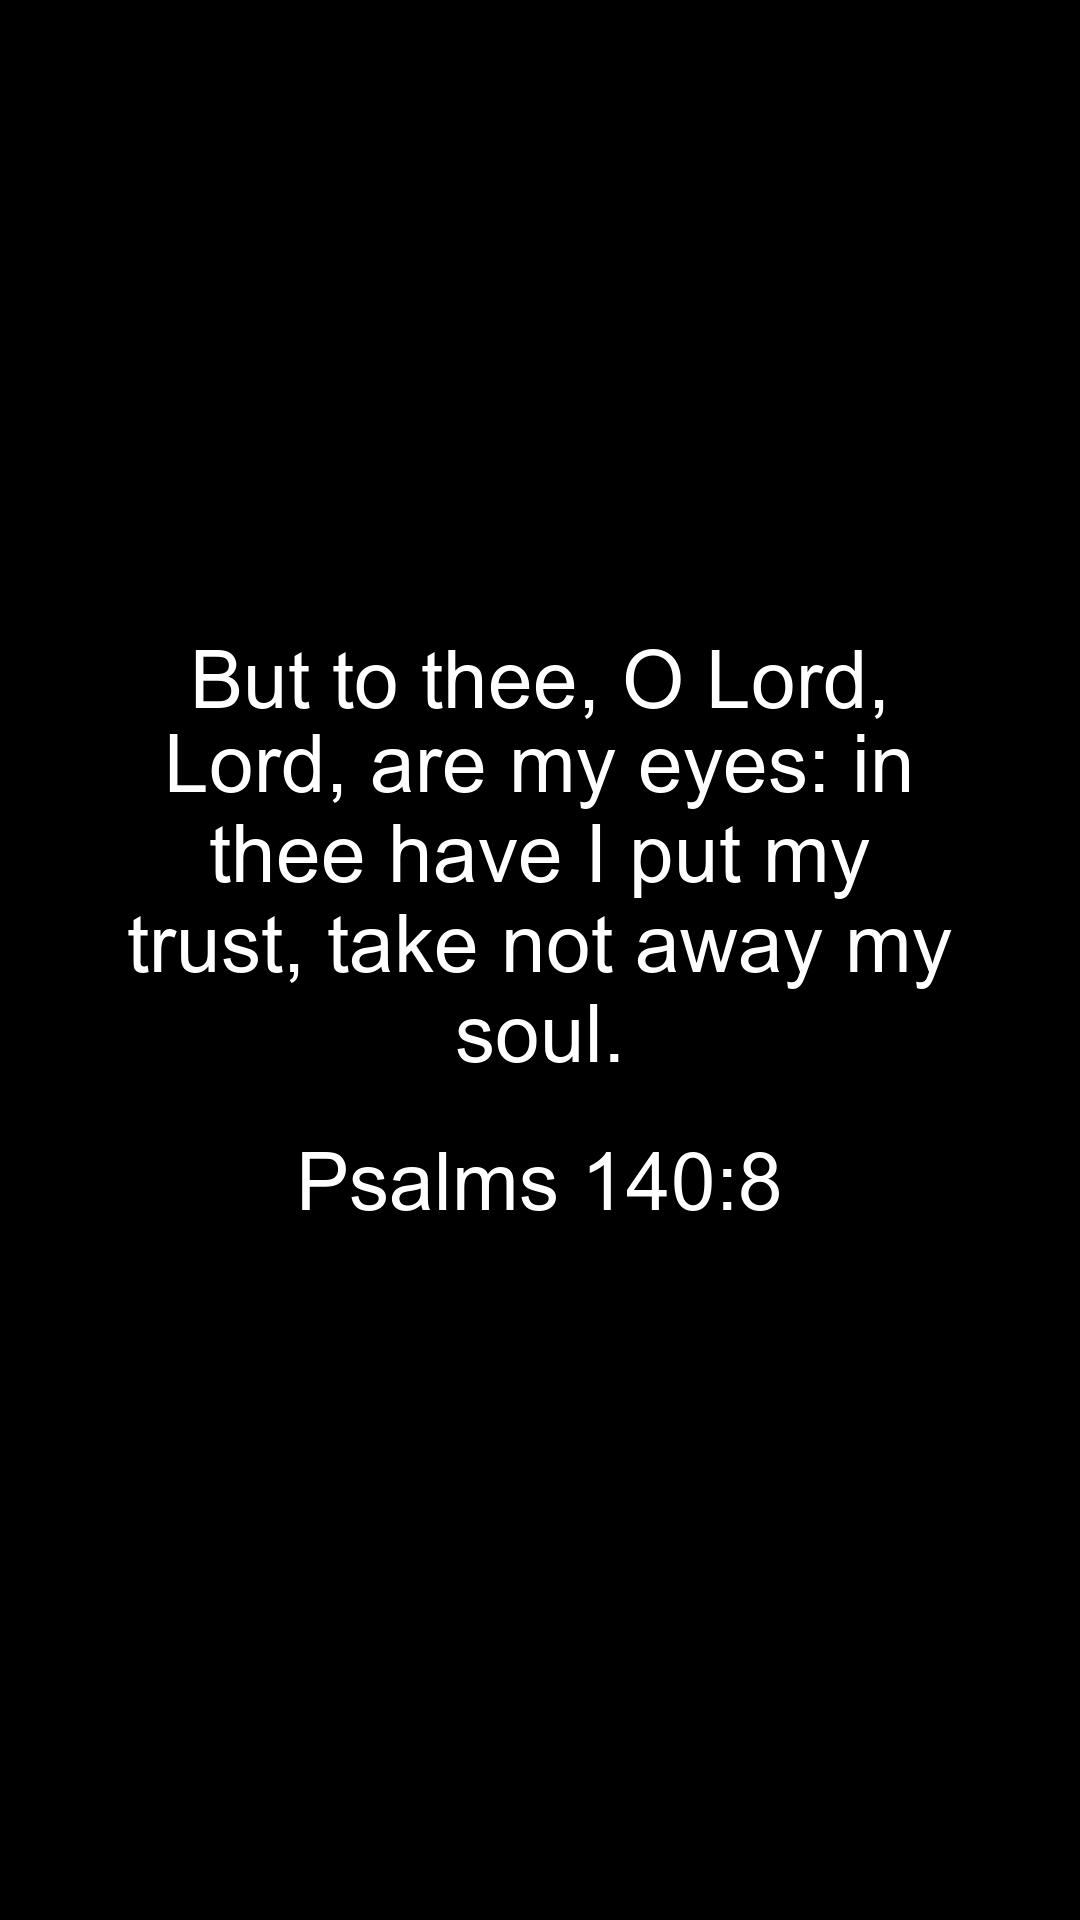 But to thee, O Lord,
Lord, are my eyes: in
thee have I put my
trust, take not away my
soul.
Psalms 140:8